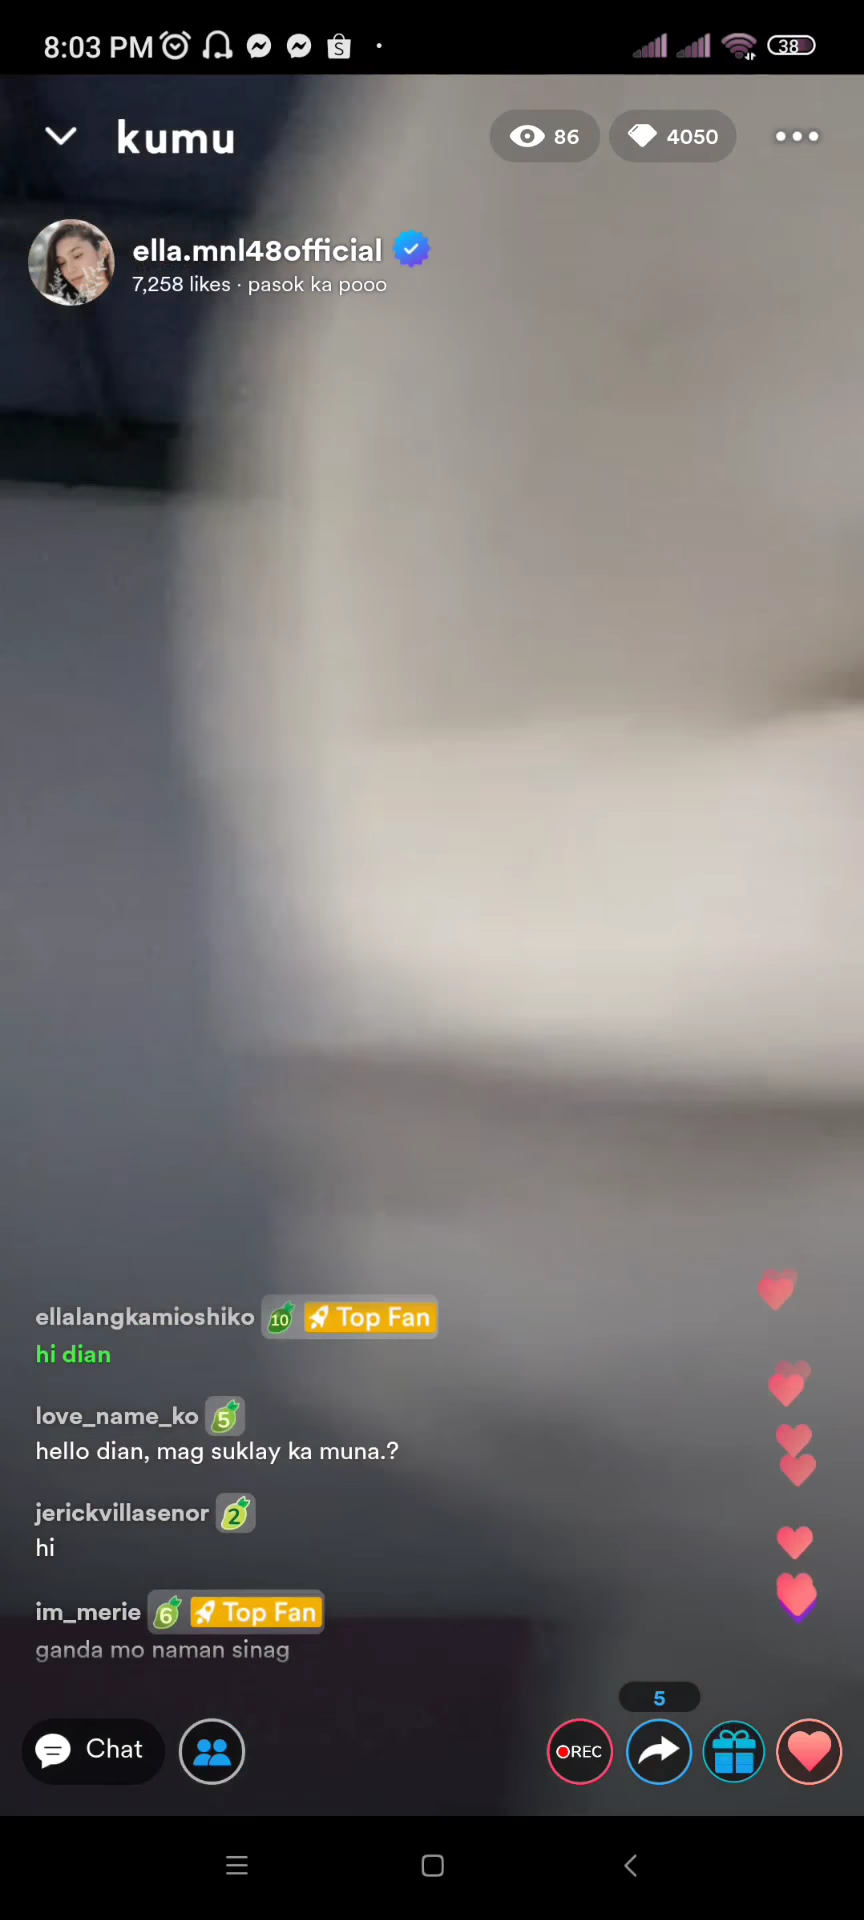 8:03 PM
38
kumu
86
4050
ella.mnl48official
7,258 likes · pasok ka pooo
ellalangkamioshiko 10 Top Fan
hi dian
love_name_ko 5
hello dian, mag suklay ka muna.?
jerickvillasenor 2
hi
im_merie 6 Top Fan
ganda mo naman sinag
5
Chat
REC